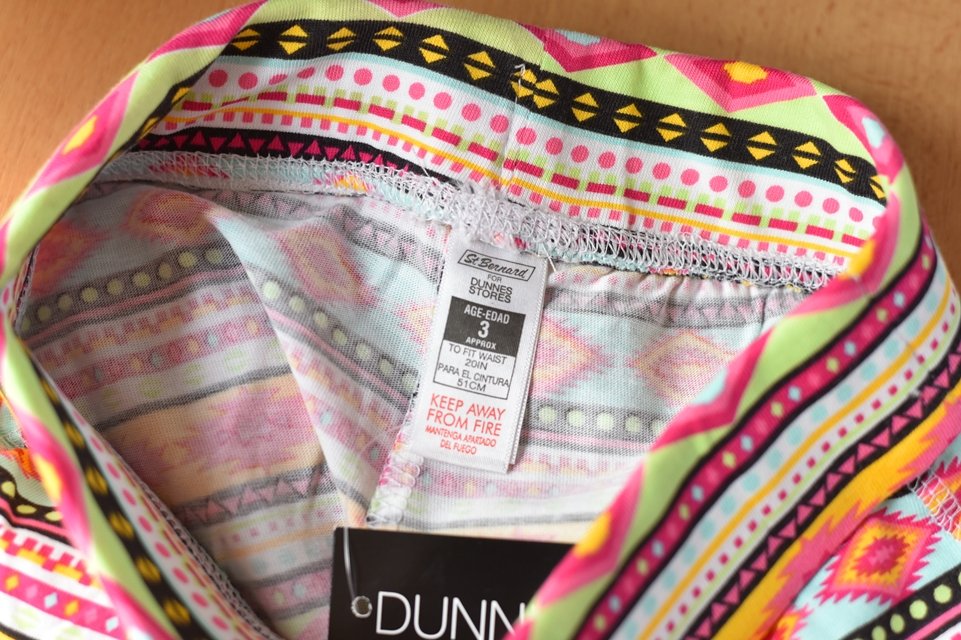 St. Bernard
FOR
DUNNES
STORES
AGE-EDAD
3
APPROX
TO FIT WAIST
20IN
PARA EL CINTURA
51CM
KEEP AWAY
FROM FIRE
MANTENGA APARTADO
DEL FUEGO
DUNN